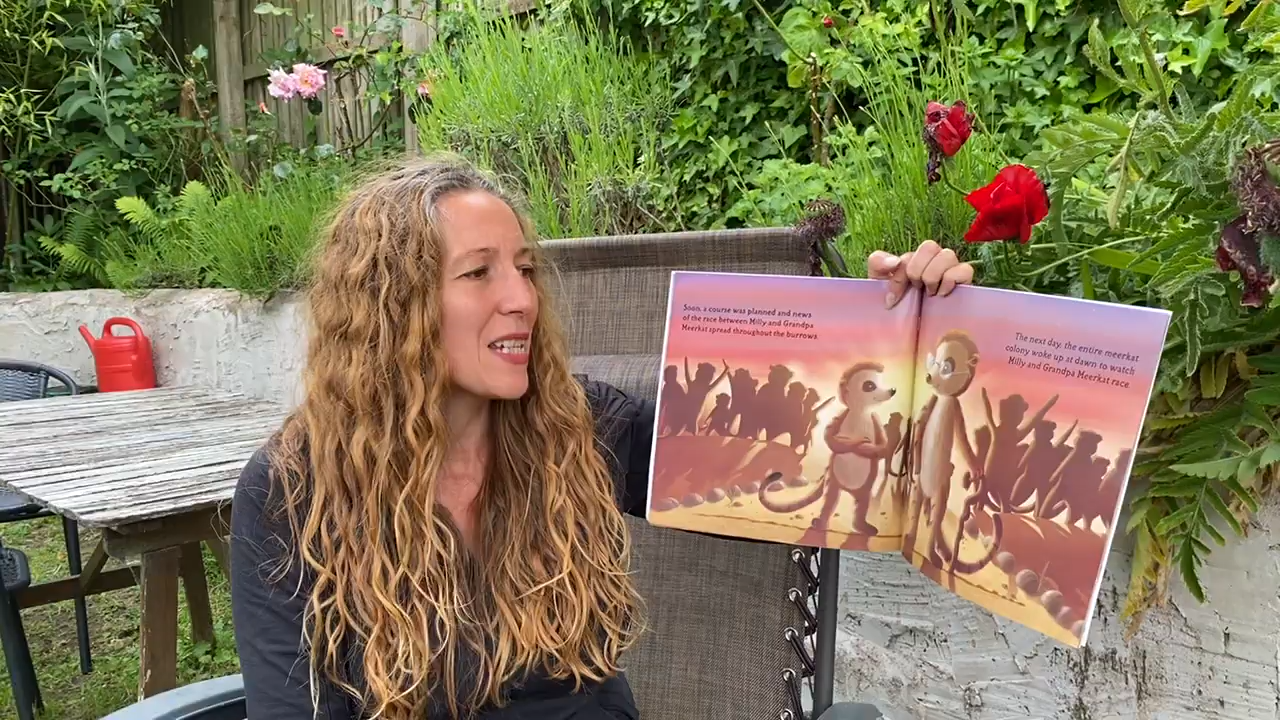 Soon, a course was planned and news
of the race between Milly and Grandpa
Meerkat spread throughout the burrows.
The next day, the entire meerkat
colony woke up at dawn to watch
Milly and Grandpa Meerkat race.